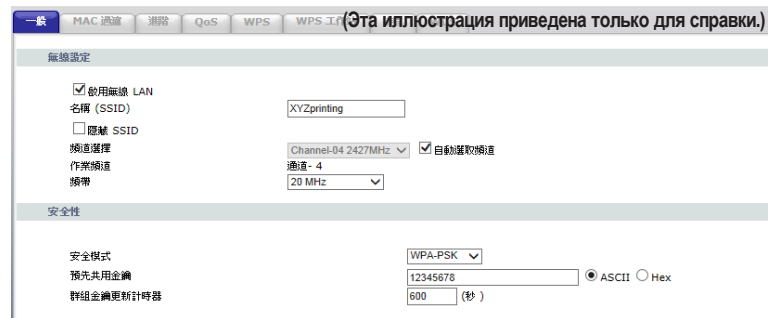 一般 MAC 過濾 進階 QoS WPS WPS (Эта иллюстрация приведена только для справки.)
無線設定
啟用無線 LAN
名稱 (SSID) XYZprinting
隱藏 SSID
頻道選擇 Channel-04 2427MHz 自動選取頻道
作業頻道 通道- 4
頻帶 20 MHz
安全性
安全模式 WPA-PSK
預先共用金鑰 12345678 ASCII Hex
群組金鑰更新計時器 600 (秒 )